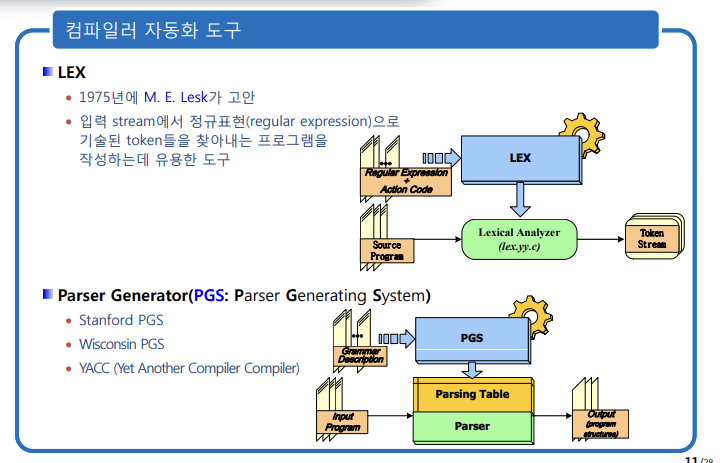 컴파일러 자동화 도구
LEX
1975년에 M. E. Lesk가 고안
입력 stream에서 정규표현(regular expression)으로
기술된 token들을 찾아내는 프로그램을
작성하는데 유용한 도구
Regular Expression
+
Action Code
LEX
Source
Program
Lexical Analyzer
(lex.yy.c)
Token
Stream
Parser Generator(PGS: Parser Generating System)
Stanford PGS
Wisconsin PGS
YACC (Yet Another Compiler Compiler)
Grammar
Description
PGS
Parsing Table
Input
Program
Parser
Output
(program
structures)
11/28